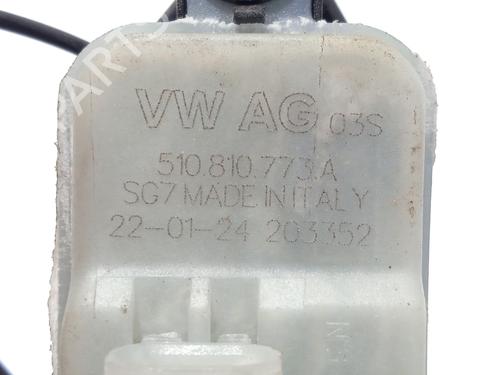 VW AG 03S
510.810.773.A
SG7 MADE IN ITALY
22-01-24 203352